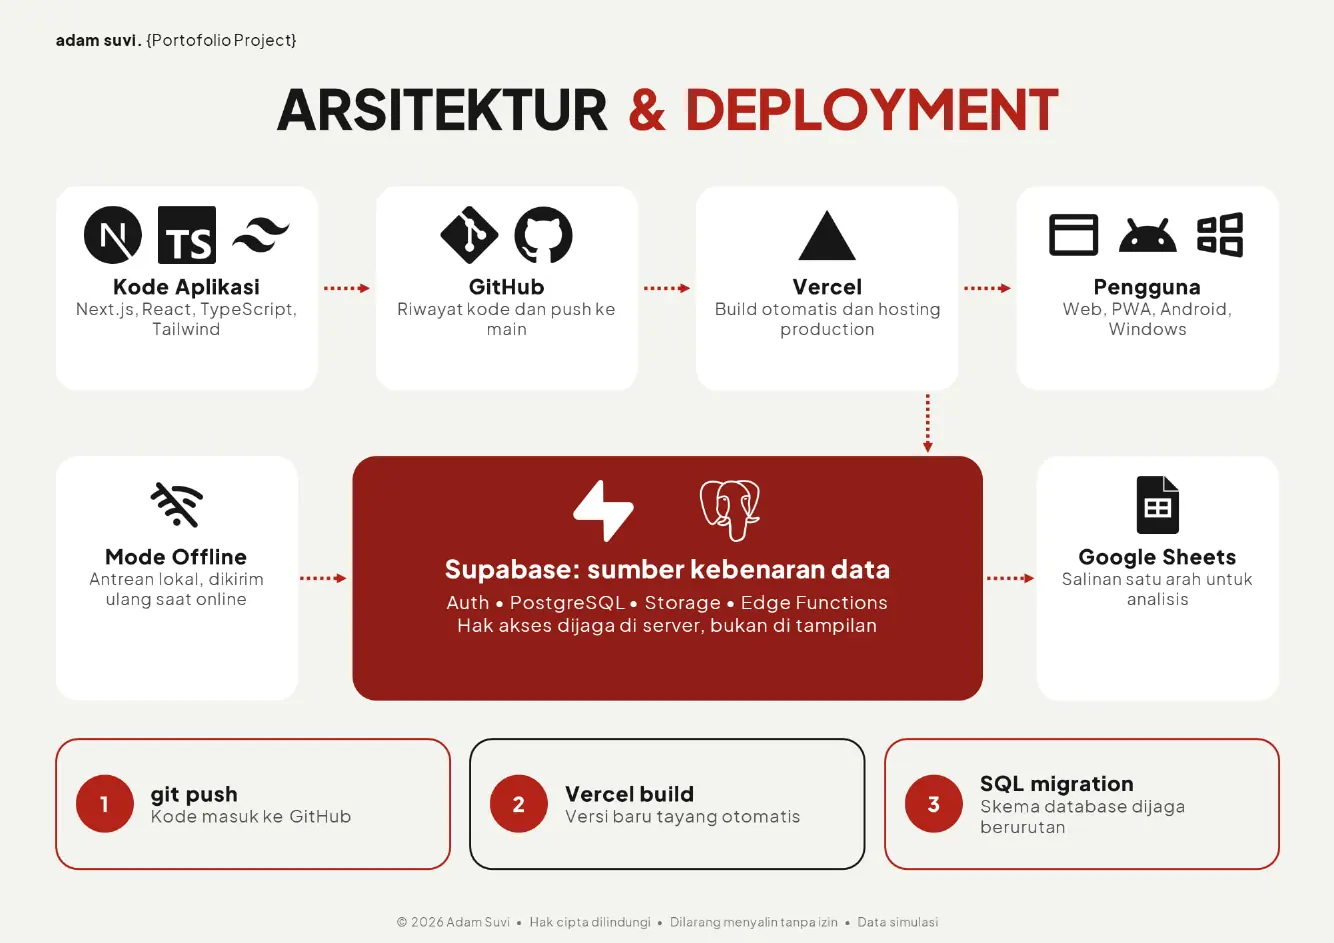 adam suvi. {Portofolio Project}
ARSITEKTUR & DEPLOYMENT
N
TS
Kode Aplikasi
Next.js, React, TypeScript,
Tailwind
GitHub
Riwayat kode dan push ke
main
Vercel
Build otomatis dan hosting
production
Pengguna
Web, PWA, Android,
Windows
Mode Offline
Antrean lokal, dikirim
ulang saat online
Supabase: sumber kebenaran data
Auth • PostgreSQL • Storage • Edge Functions
Hak akses dijaga di server, bukan di tampilan
Google Sheets
Salinan satu arah untuk
analisis
1
git push
Kode masuk ke GitHub
2
Vercel build
Versi baru tayang otomatis
3
SQL migration
Skema database dijaga
berurutan
© 2026 Adam Suvi • Hak cipta dilindungi • Dilarang menyalin tanpa izin • Data simulasi